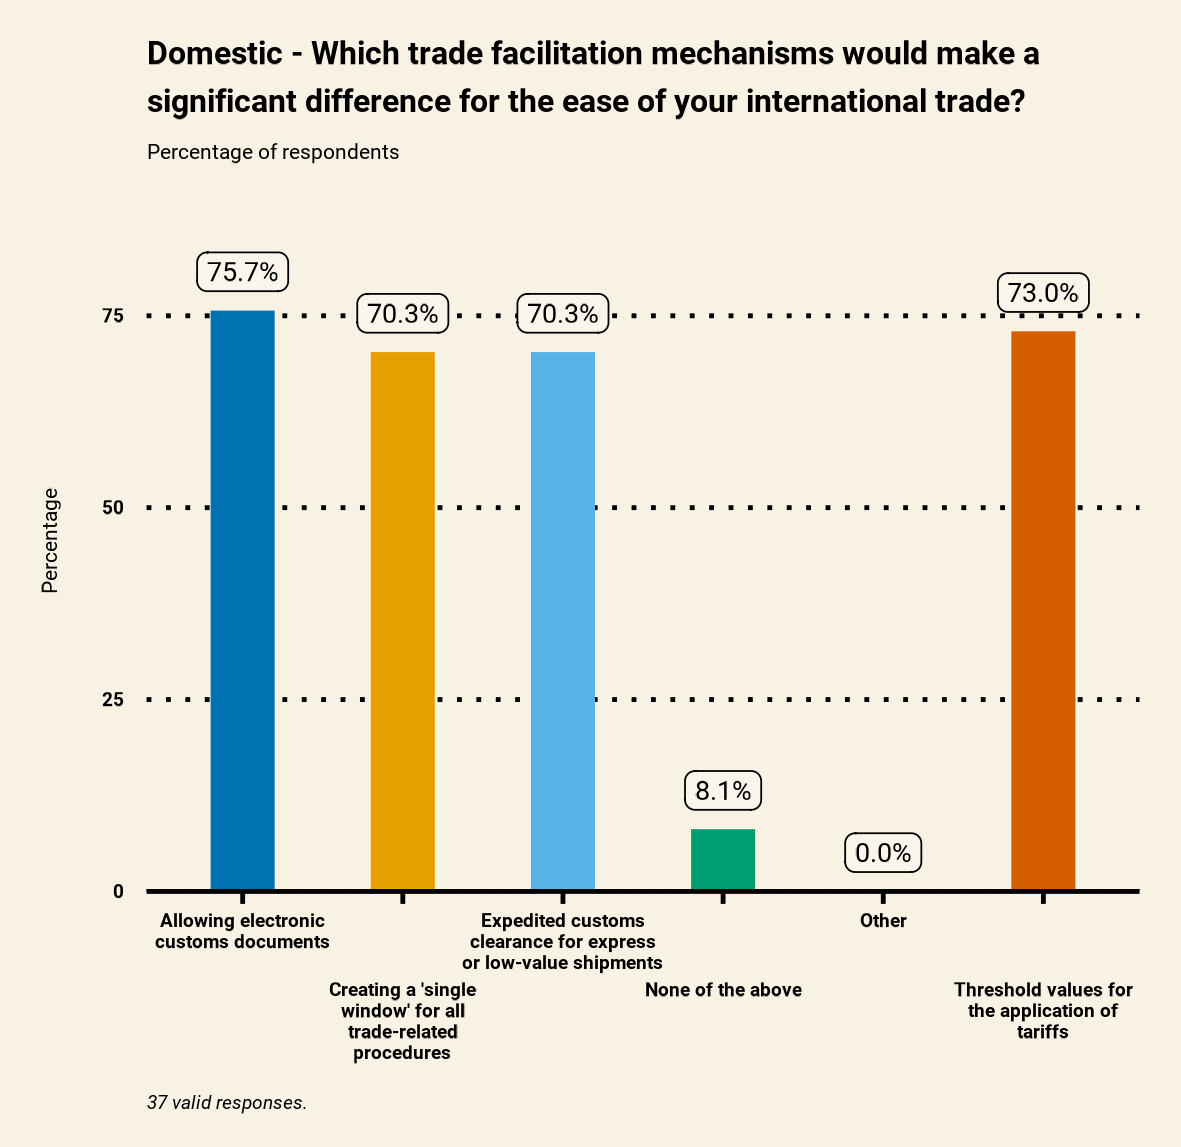 Domestic - Which trade facilitation mechanisms would make a
significant difference for the ease of your international trade?
Percentage of respondents
75.7%
70.3%
70.3%
8.1%
0.0%
73.0%
75
50
25
0
Percentage
Allowing electronic
customs documents
Creating a 'single
window' for all
trade-related
procedures
Expedited customs
clearance for express
or low-value shipments
None of the above
Other
Threshold values for
the application of
tariffs
37 valid responses.